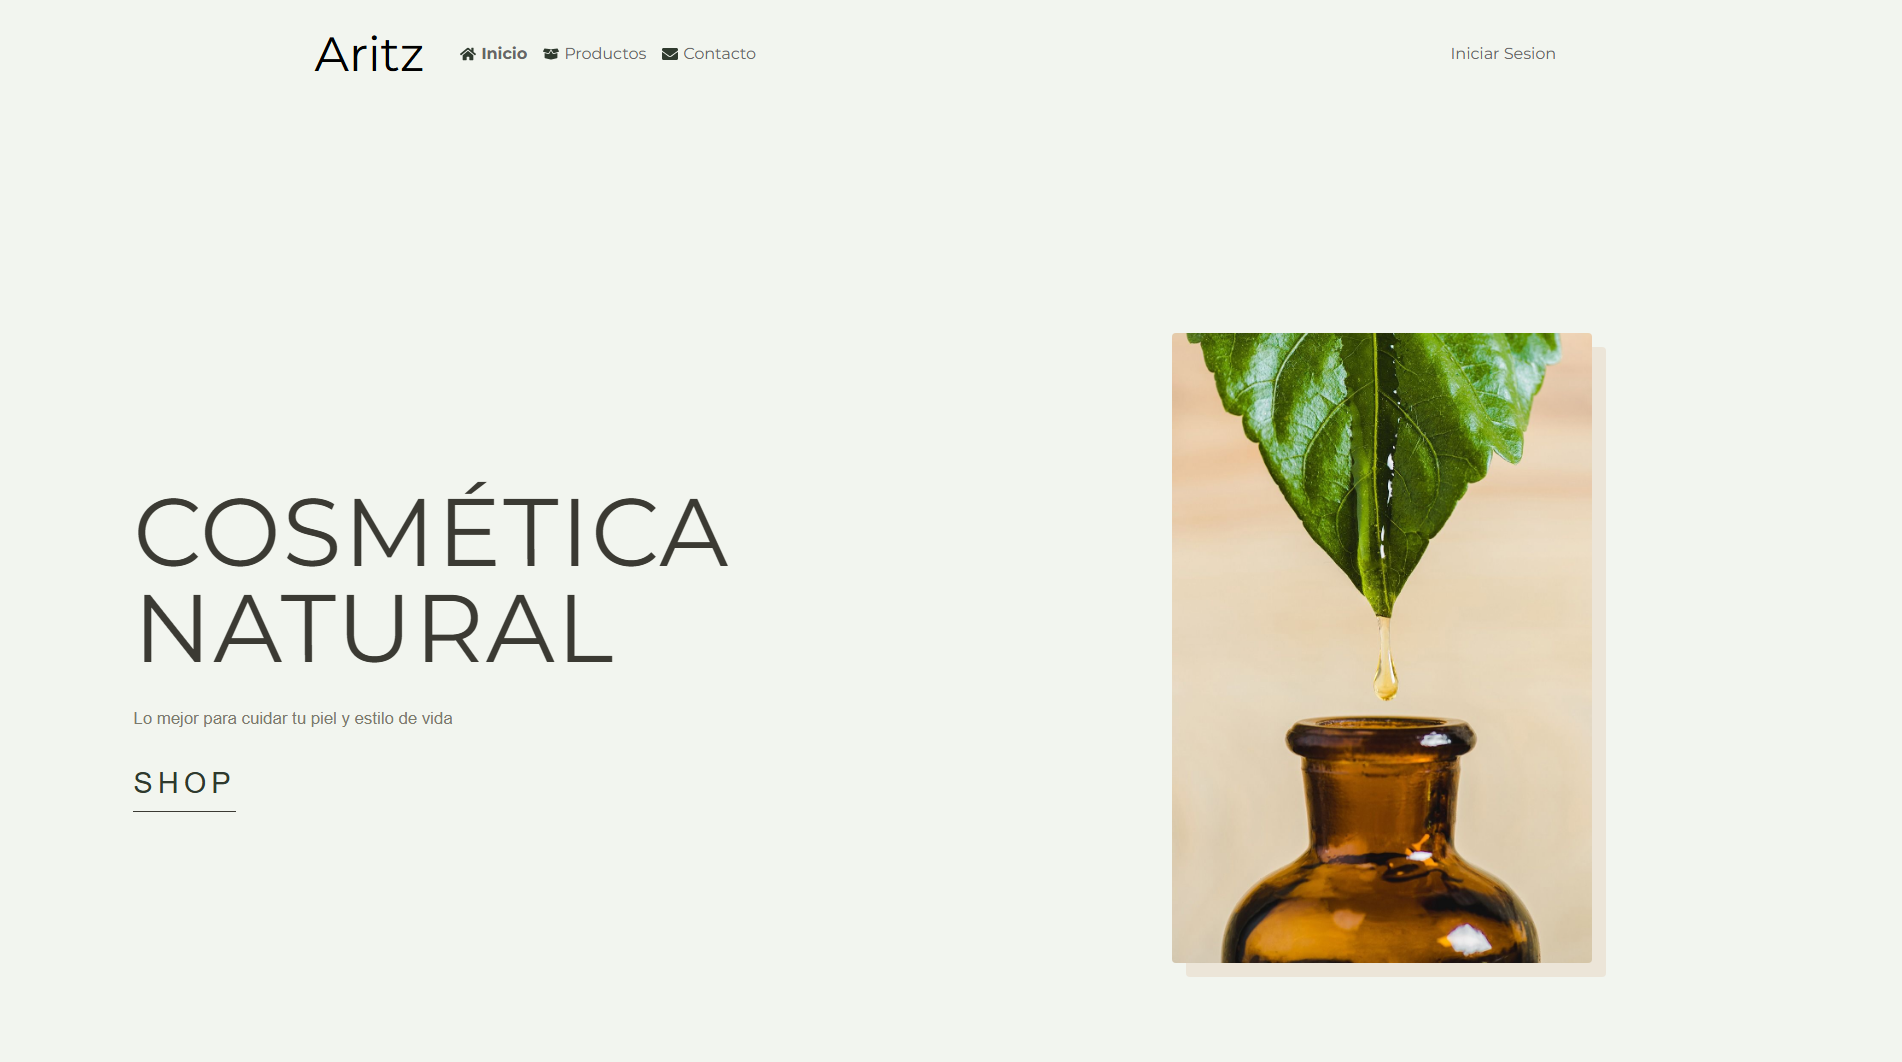 Aritz
Inicio
Productos
Contacto
Iniciar Sesion
COSMÉTICA
NATURAL
Lo mejor para cuidar tu piel y estilo de vida
SHOP